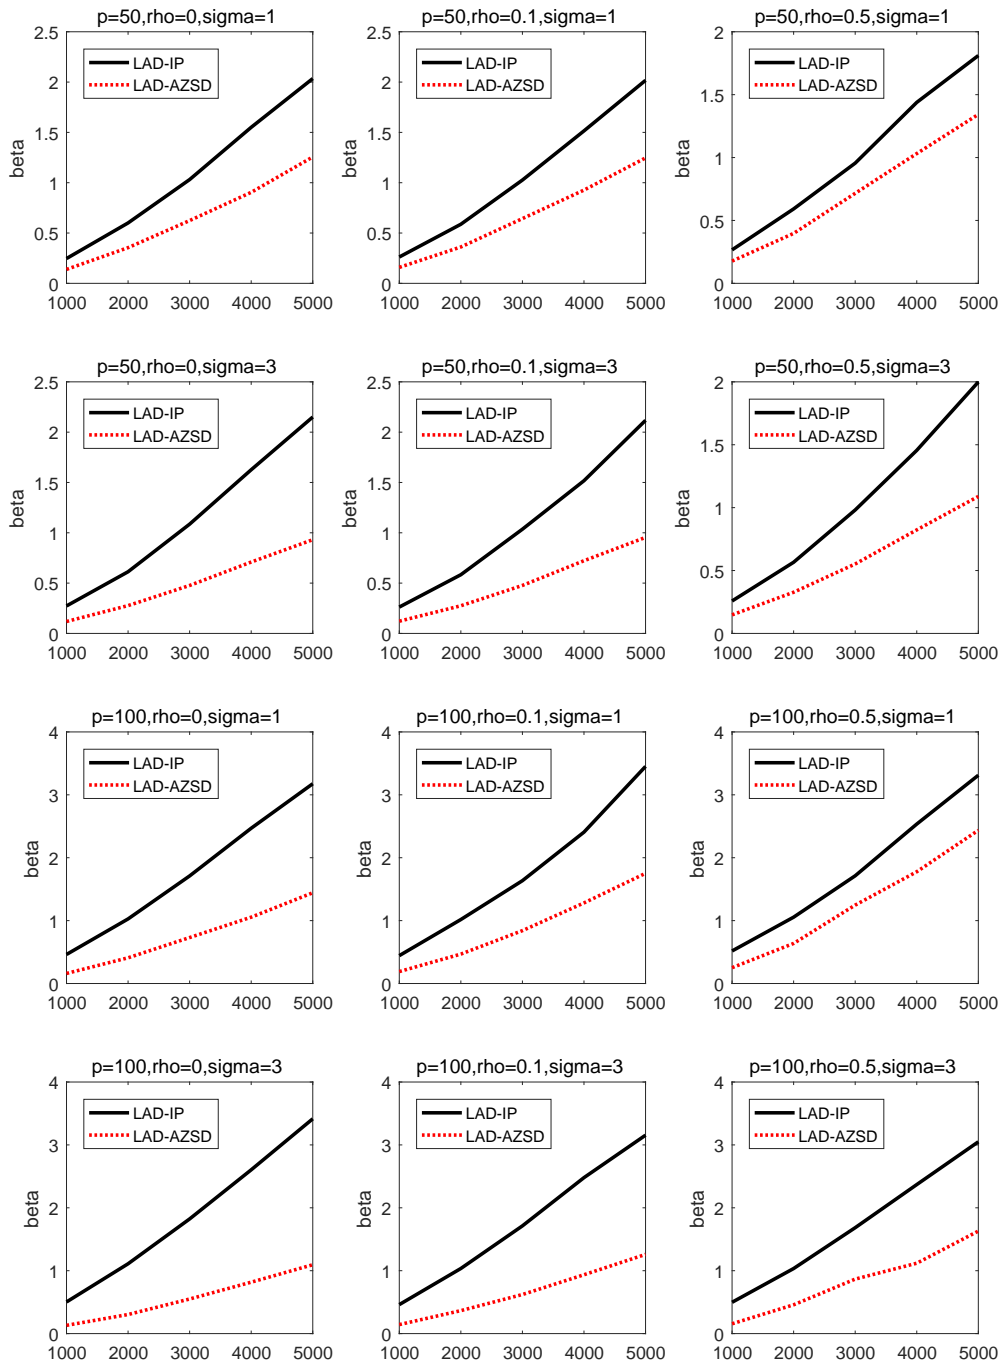 p=50,rho=0,sigma=1
2.5
2
1.5
1
0.5
0
beta
LAD-IP
LAD-AZSD
1000 2000 3000 4000 5000
p=50,rho=0.1,sigma=1
2.5
2
1.5
1
0.5
0
LAD-IP
LAD-AZSD
1000 2000 3000 4000 5000
p=50,rho=0.5,sigma=1
2
1.5
1
0.5
0
beta
LAD-IP
LAD-AZSD
1000 2000 3000 4000 5000
p=50,rho=0,sigma=3
2.5
2
1.5
1
0.5
0
beta
LAD-IP
LAD-AZSD
1000 2000 3000 4000 5000
p=50,rho=0.1,sigma=3
2.5
2
1.5
1
0.5
0
beta
LAD-IP
LAD-AZSD
1000 2000 3000 4000 5000
p=50,rho=0.5,sigma=3
2
1.5
1
0.5
0
beta
LAD-IP
LAD-AZSD
1000 2000 3000 4000 5000
p=100,rho=0,sigma=1
4
3
2
1
0
beta
LAD-IP
LAD-AZSD
1000 2000 3000 4000 5000
p=100,rho=0.1,sigma=1
4
3
2
1
0
beta
LAD-IP
LAD-AZSD
1000 2000 3000 4000 5000
p=100,rho=0.5,sigma=1
4
3
2
1
0
beta
LAD-IP
LAD-AZSD
1000 2000 3000 4000 5000
p=100,rho=0,sigma=3
4
3
2
1
0
beta
LAD-IP
LAD-AZSD
1000 2000 3000 4000 5000
p=100,rho=0.1,sigma=3
4
3
2
1
0
beta
LAD-IP
LAD-AZSD
1000 2000 3000 4000 5000
p=100,rho=0.5,sigma=3
4
3
2
1
0
beta
LAD-IP
LAD-AZSD
1000 2000 3000 4000 5000